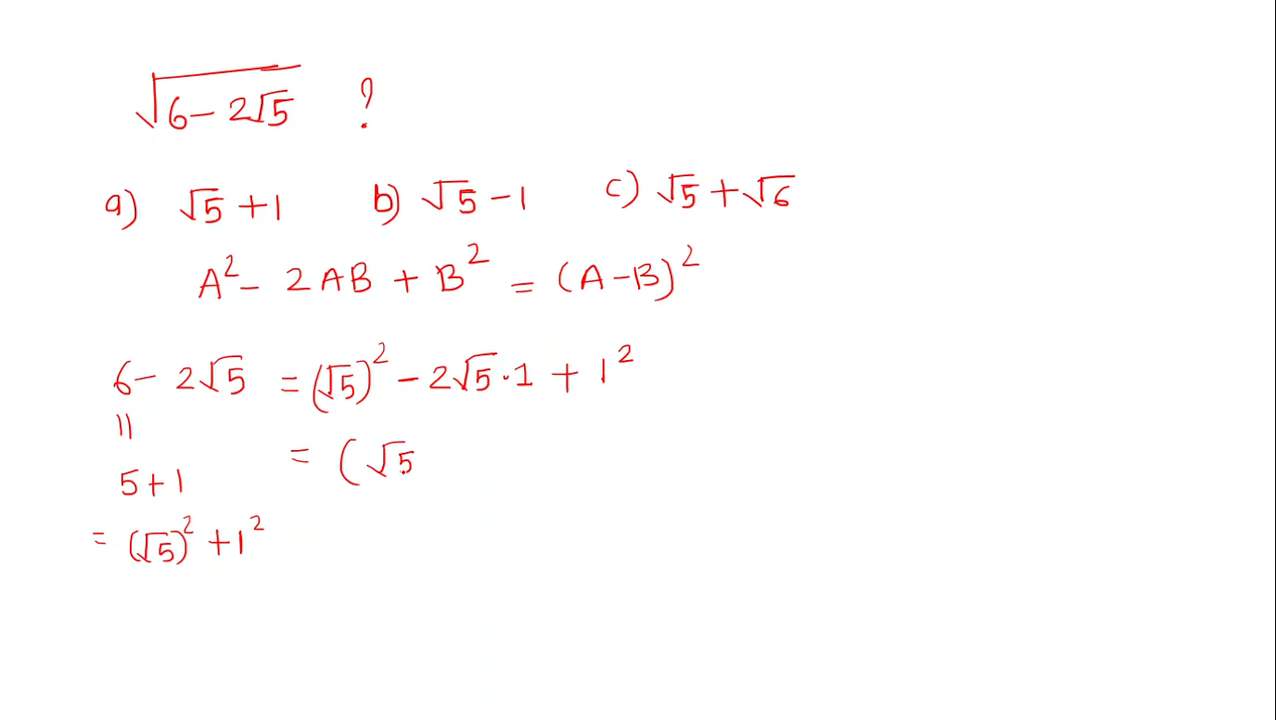 √6-2√5 ?
a) √5+1 b) √5-1 c) √5+√6
A²-2AB+B² = (A-B)²
6-2√5 = (√5)²-2√5·1+1²
||
5+1 = (√5
= (√5)²+1²